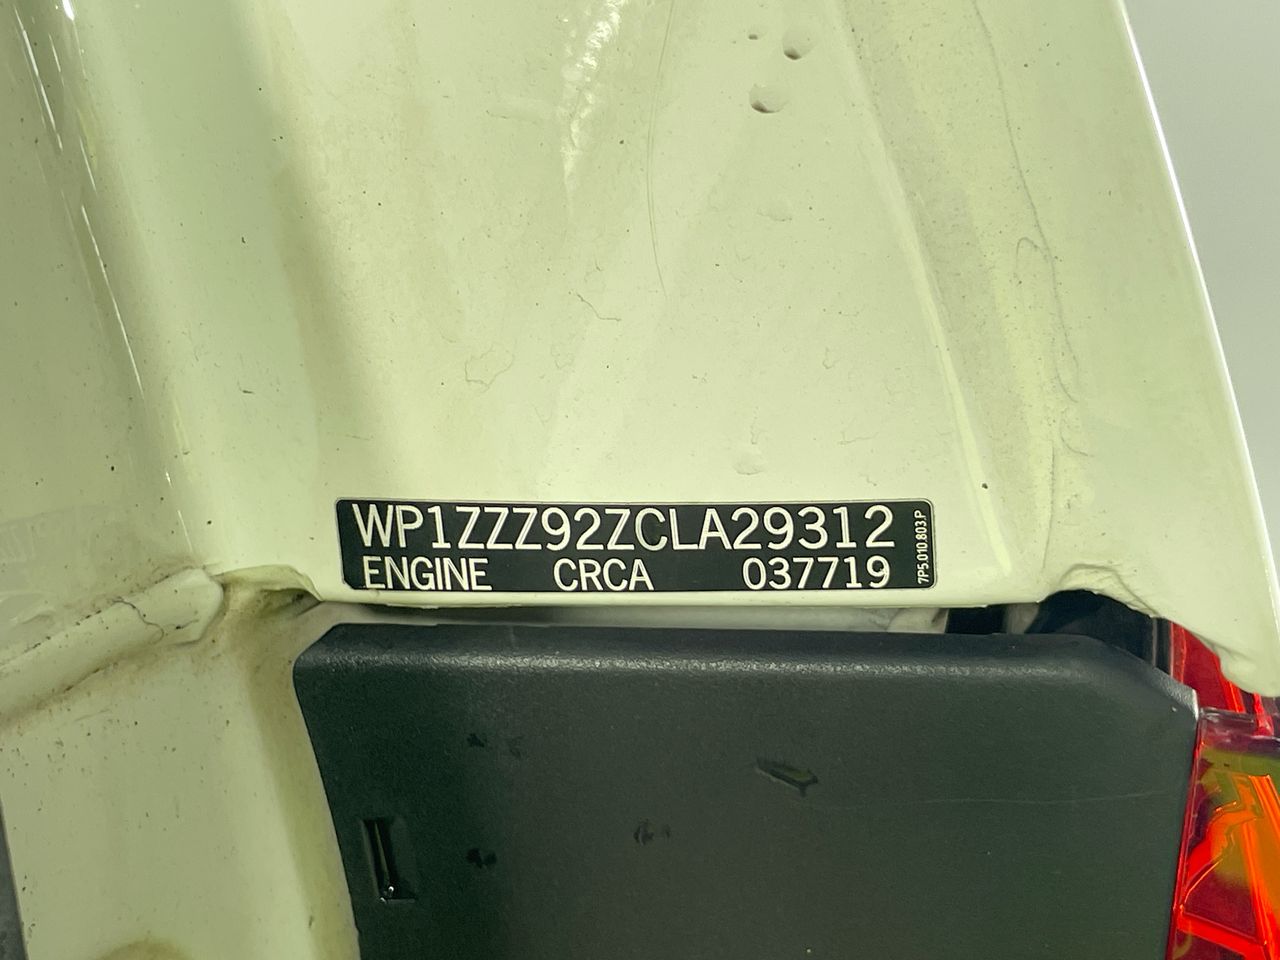 WP1ZZZ92ZCLA29312
ENGINE CRCA 037719
7P5.010.803.P